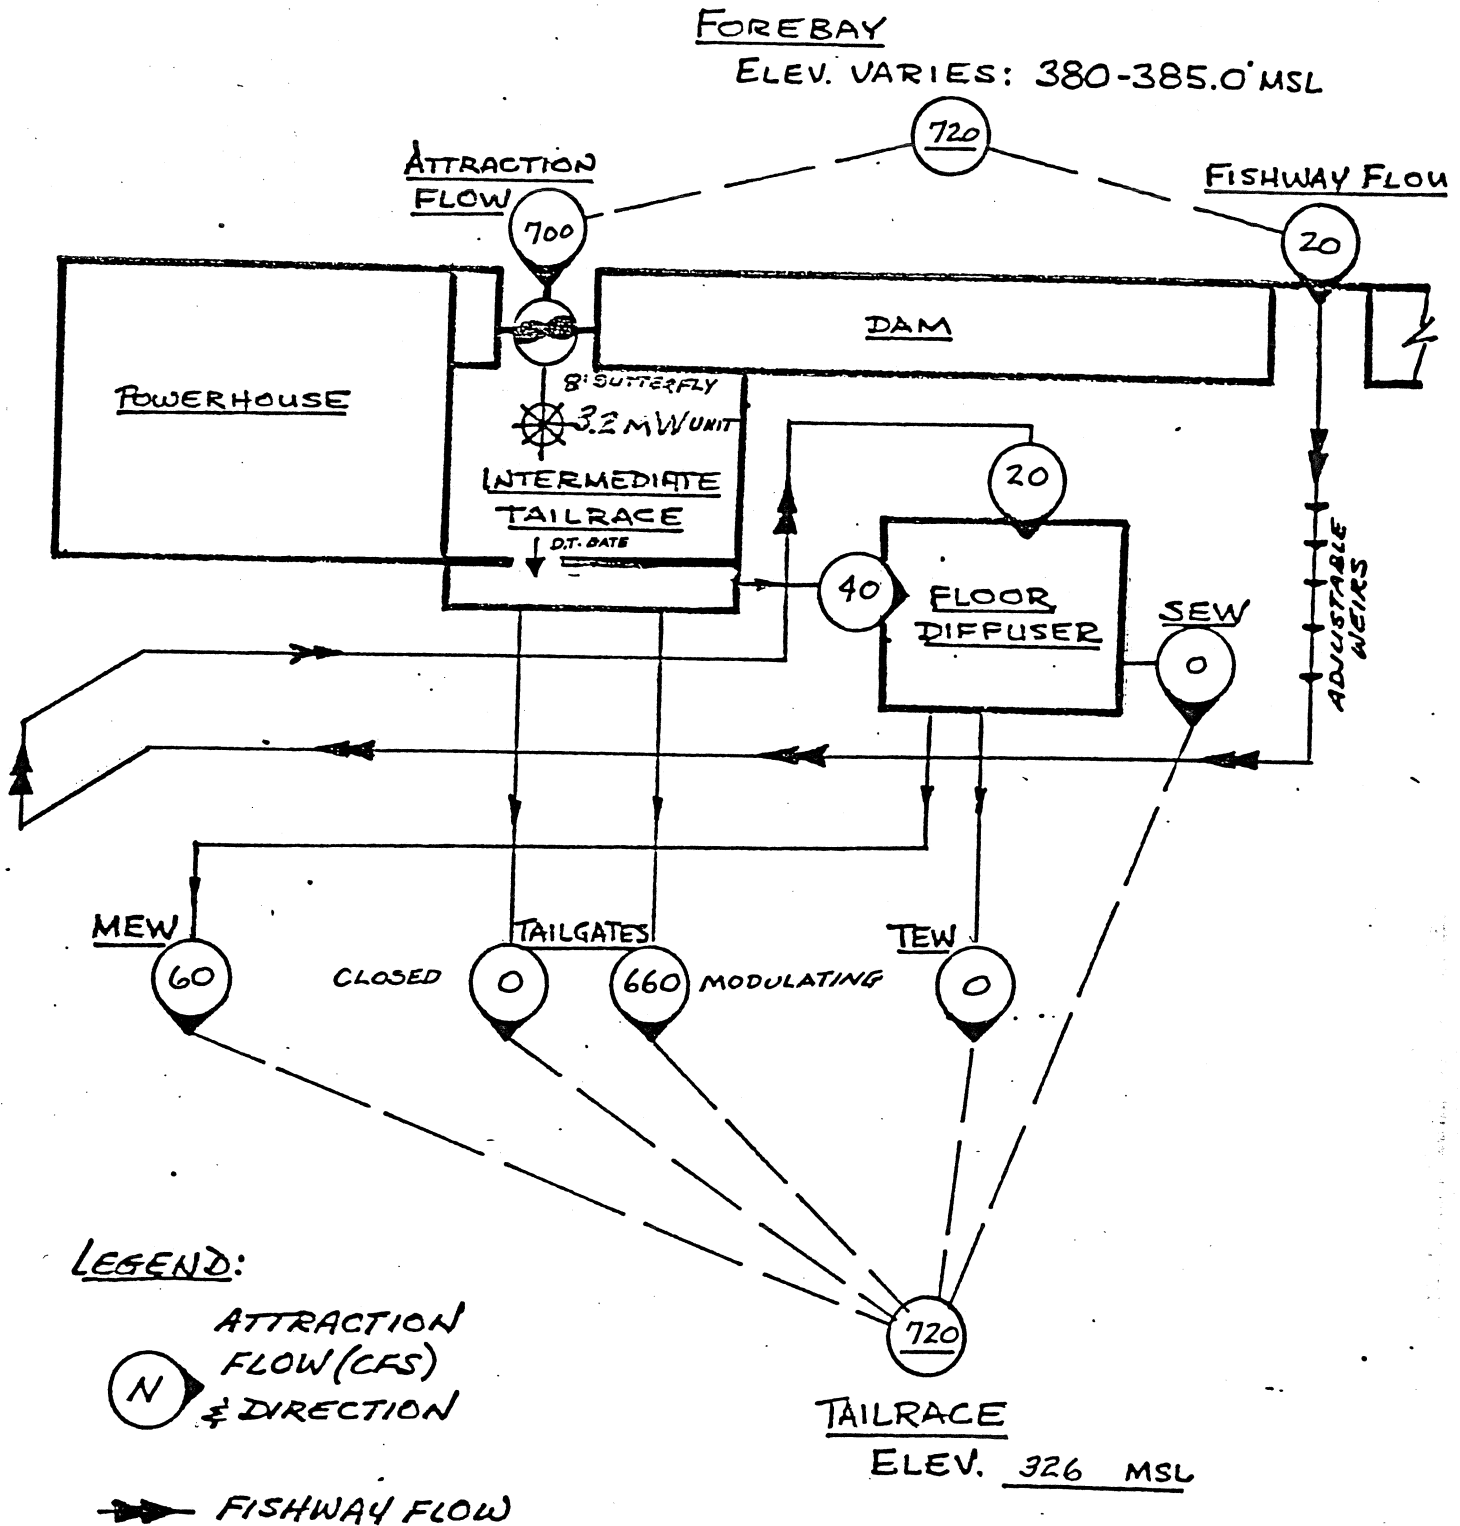 FOREBAY
ELEV. VARIES: 380-385.0' MSL
720
ATTRACTION
FLOW
700
FISHWAY FLOW
20
DAM
POWERHOUSE
8' BUTTERFLY
3.2 MW UNIT
INTERMEDIATE
TAILRACE
D.T. GATE
20
40
FLOOR
DIFFUSER
SEW
0
ADJUSTABLE
WEIRS
MEW
60
TAILGATES
CLOSED
0
660
MODULATING
TEW
0
LEGEND:
ATTRACTION
FLOW (CFS)
& DIRECTION
N
FISHWAY FLOW
720
TAILRACE
ELEV. 326 MSL